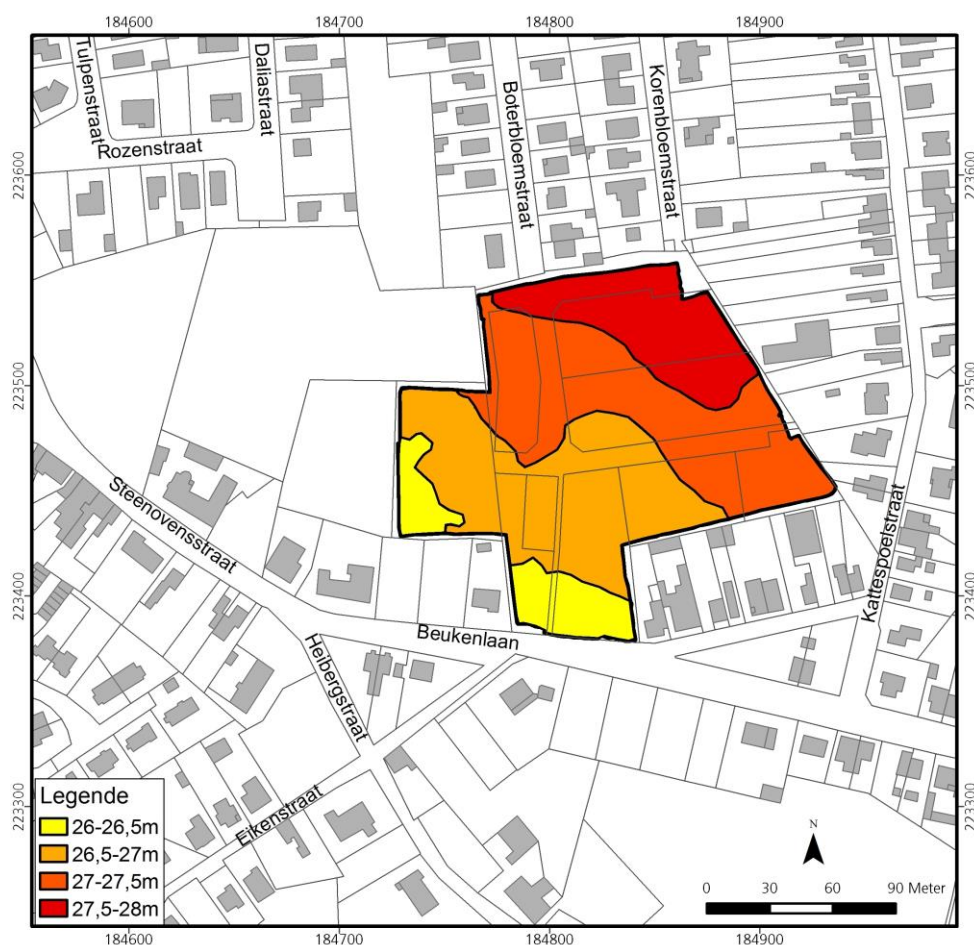 184600 184700 184800 184900
Tulpenstraat
Daliastraat
Rozenstraat
Boterbloemstraat
Korenbloemstraat
223600 223600
223500 223500
Steenovensstraat
Kattespoelstraat
223400 223400
Beukenlaan
Heibergstraat
Eikenstraat
223300 223300
Legende
26-26,5m
26,5-27m
27-27,5m
27,5-28m
N
0 30 60 90 Meter
184600 184700 184800 184900